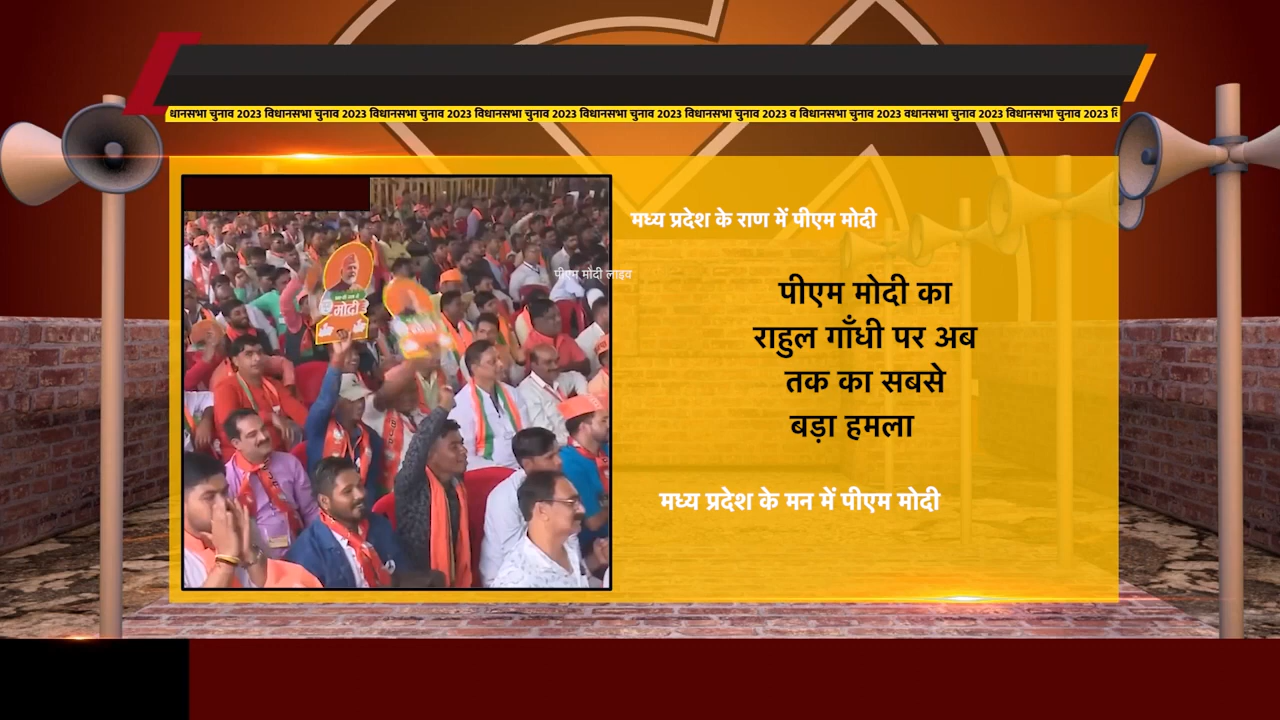 धानसभा चुनाव 2023 विधानसभा चुनाव 2023 विधानसभा चुनाव 2023 विधानसभा चुनाव 2023 विधानसभा चुनाव 2023 विधानसभा चुनाव 2023 व विधानसभा चुनाव 2023 वधानसभा चुनाव 2023 विधानसभा चुनाव 2023 वि
मध्य प्रदेश के राण में पीएम मोदी
पीएम मोदी लाइव
पीएम मोदी का
राहुल गाँधी पर अब
तक का सबसे
बड़ा हमला
मोदी
मध्य प्रदेश के मन में पीएम मोदी